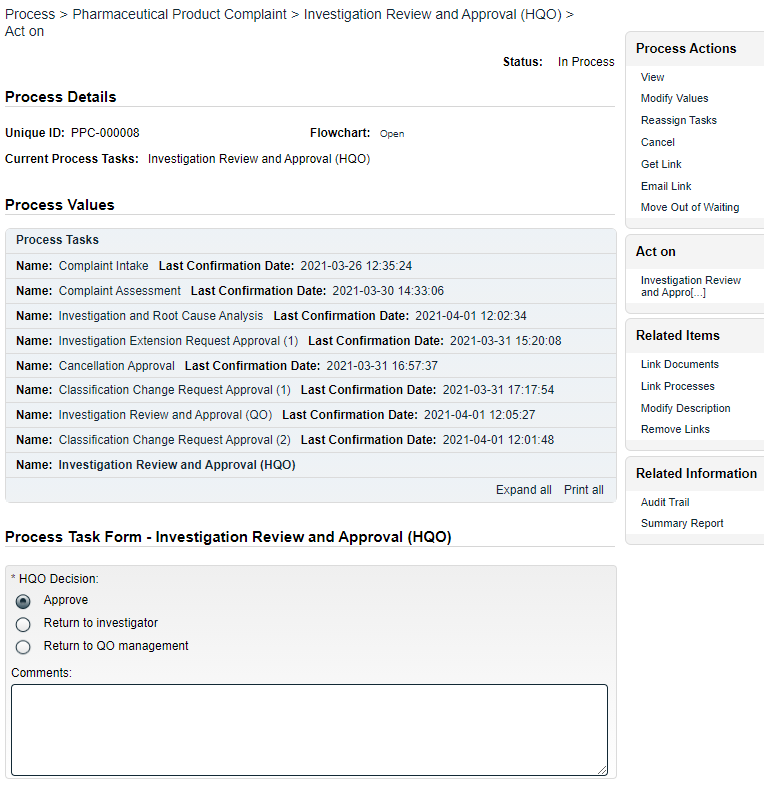 Process > Pharmaceutical Product Complaint > Investigation Review and Approval (HQO) >
Act on
Status: In Process
Process Details
Unique ID: PPC-000008 Flowchart: Open
Current Process Tasks: Investigation Review and Approval (HQO)
Process Values
Process Tasks
Name: Complaint Intake Last Confirmation Date: 2021-03-26 12:35:24
Name: Complaint Assessment Last Confirmation Date: 2021-03-30 14:33:06
Name: Investigation and Root Cause Analysis Last Confirmation Date: 2021-04-01 12:02:34
Name: Investigation Extension Request Approval (1) Last Confirmation Date: 2021-03-31 15:20:08
Name: Cancellation Approval Last Confirmation Date: 2021-03-31 16:57:37
Name: Classification Change Request Approval (1) Last Confirmation Date: 2021-03-31 17:17:54
Name: Investigation Review and Approval (QO) Last Confirmation Date: 2021-04-01 12:05:27
Name: Classification Change Request Approval (2) Last Confirmation Date: 2021-04-01 12:01:48
Name: Investigation Review and Approval (HQO)
Expand all Print all
Process Task Form - Investigation Review and Approval (HQO)
* HQO Decision:
Approve
Return to investigator
Return to QO management
Comments:
Process Actions
View
Modify Values
Reassign Tasks
Cancel
Get Link
Email Link
Move Out of Waiting
Act on
Investigation Review
and Appro[...]
Related Items
Link Documents
Link Processes
Modify Description
Remove Links
Related Information
Audit Trail
Summary Report